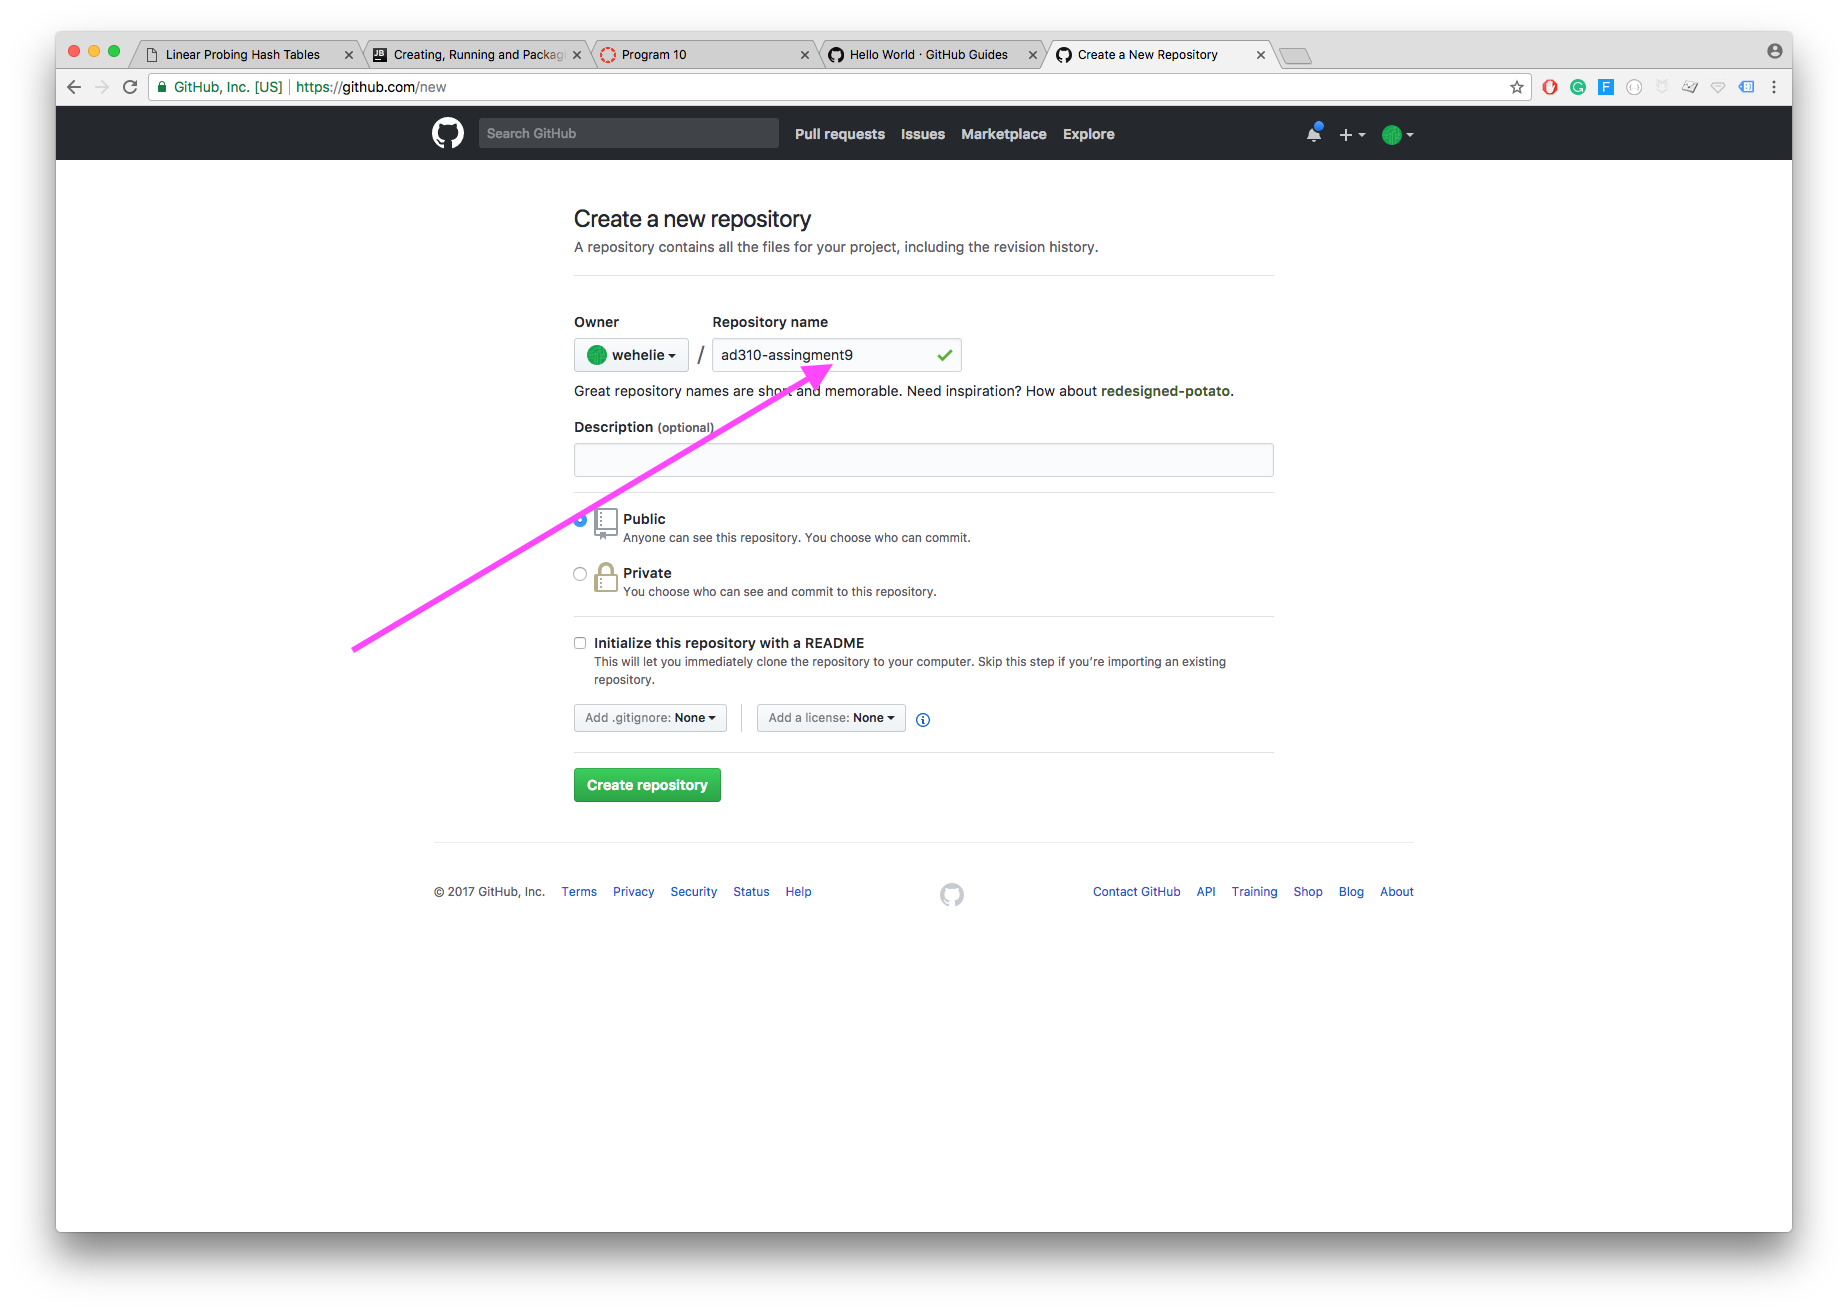 Linear Probing Hash Tables
JB Creating, Running and Packagi
Program 10
Hello World · GitHub Guides
Create a New Repository
GitHub, Inc. [US] https://github.com/new
Search GitHub Pull requests Issues Marketplace Explore
Create a new repository
A repository contains all the files for your project, including the revision history.
Owner Repository name
wehelie / ad310-assingment9
Great repository names are short and memorable. Need inspiration? How about redesigned-potato.
Description (optional)
Public
Anyone can see this repository. You choose who can commit.
Private
You choose who can see and commit to this repository.
Initialize this repository with a README
This will let you immediately clone the repository to your computer. Skip this step if you’re importing an existing
repository.
Add .gitignore: None Add a license: None
Create repository
© 2017 GitHub, Inc. Terms Privacy Security Status Help Contact GitHub API Training Shop Blog About